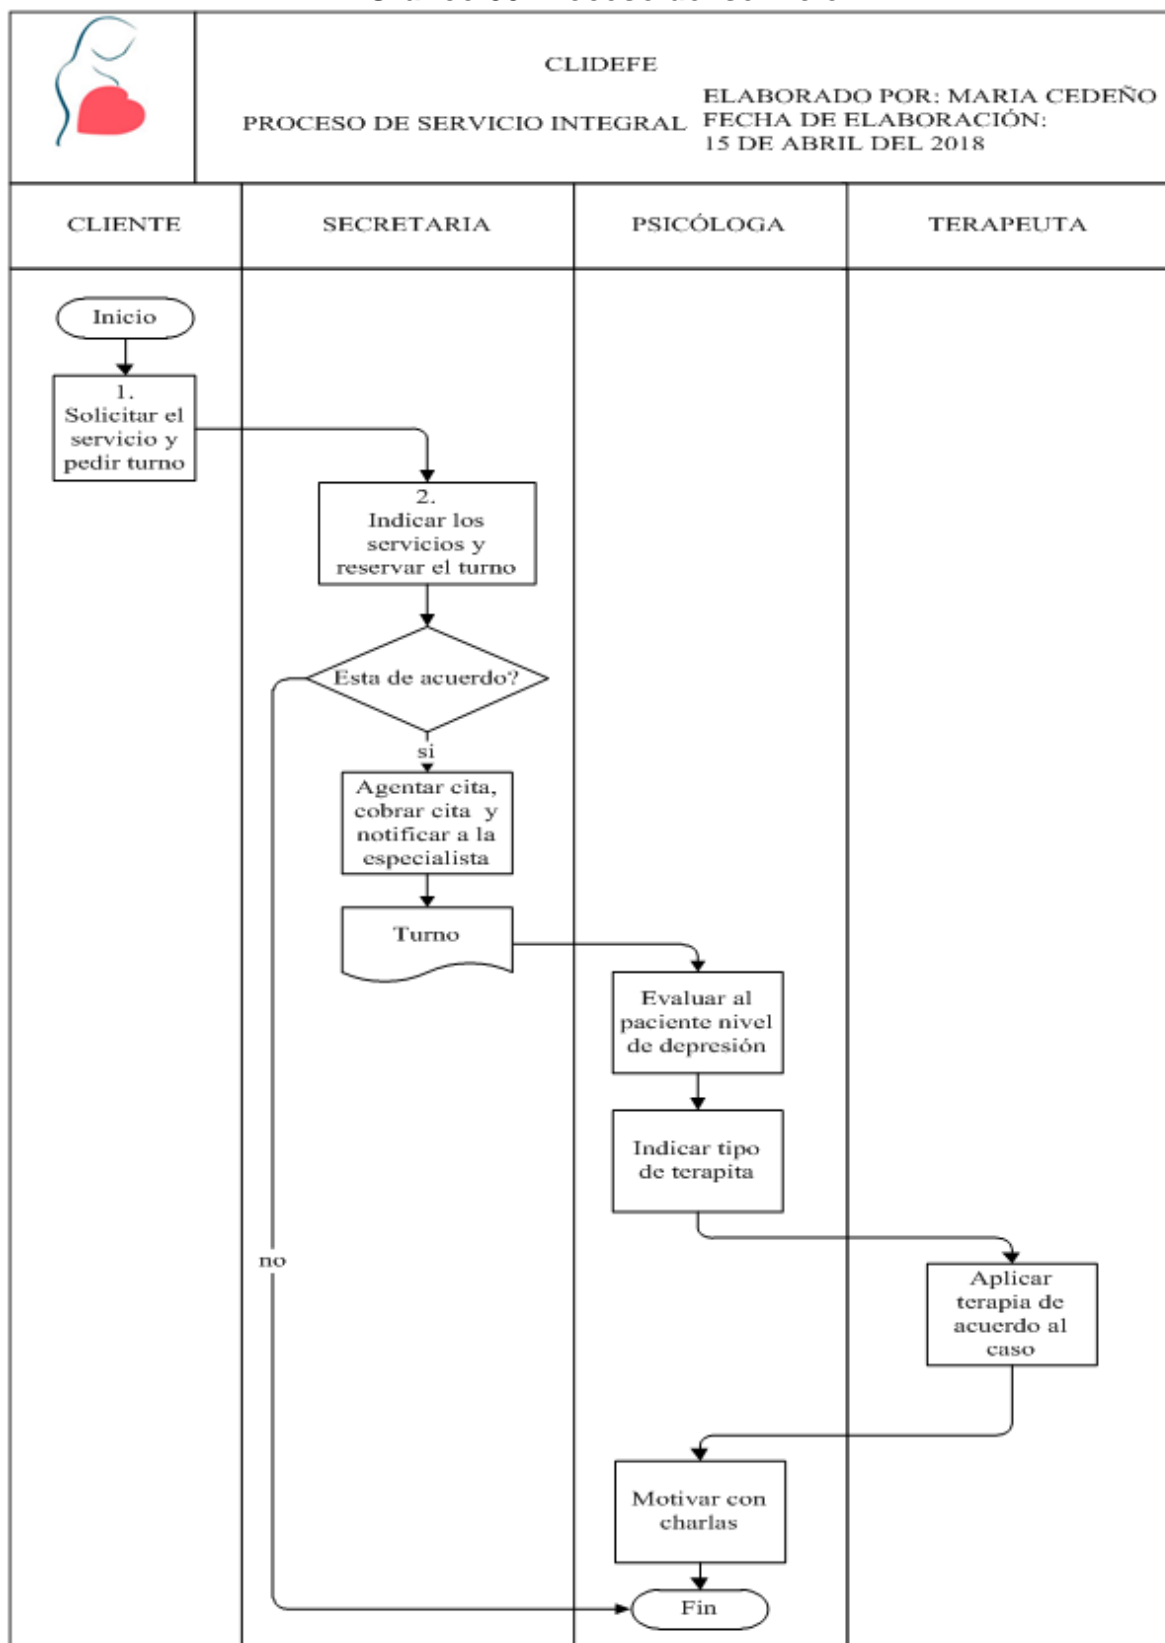 CLIDEFE
PROCESO DE SERVICIO INTEGRAL
ELABORADO POR: MARIA CEDEÑO
FECHA DE ELABORACIÓN:
15 DE ABRIL DEL 2018
CLIENTE
SECRETARIA
PSICÓLOGA
TERAPEUTA
Inicio
1.
Solicitar el
servicio y
pedir turno
2.
Indicar los
servicios y
reservar el turno
Esta de acuerdo?
si
Agentar cita,
cobrar cita y
notificar a la
especialista
Turno
Evaluar al
paciente nivel
de depresión
Indicar tipo
de terapita
no
Aplicar
terapia de
acuerdo al
caso
Motivar con
charlas
Fin